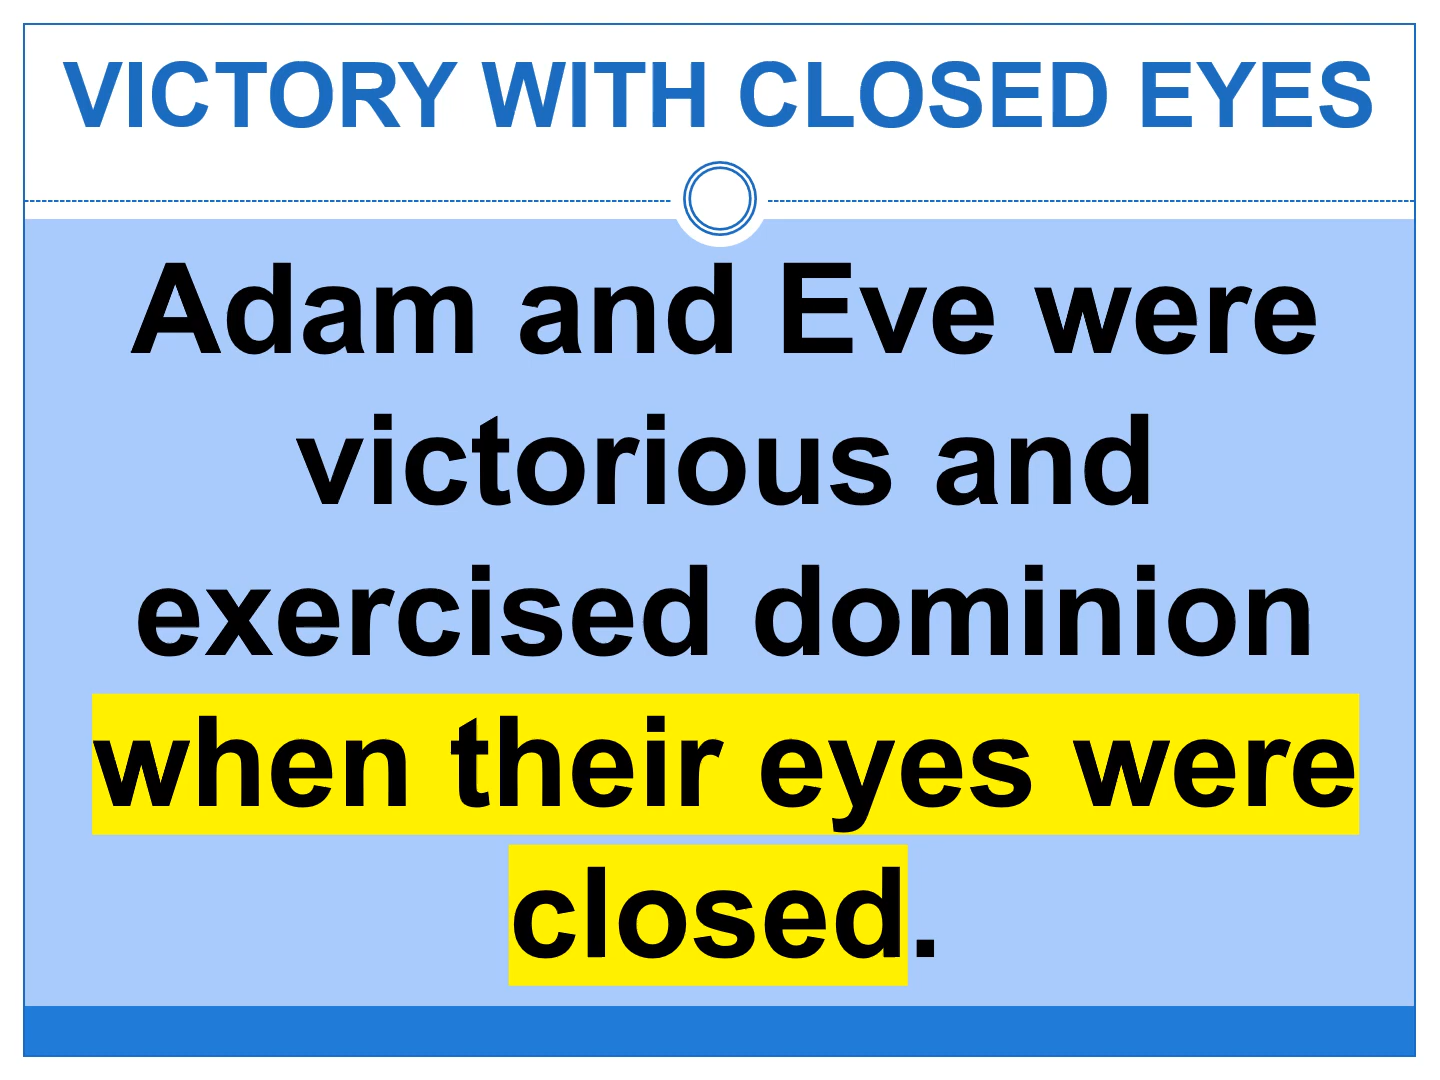 VICTORY WITH CLOSED EYES
Adam and Eve were
victorious and
exercised dominion
when their eyes were
closed.